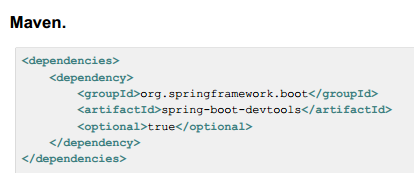 Maven.
<dependencies>
    <dependency>
        <groupId>org.springframework.boot</groupId>
        <artifactId>spring-boot-devtools</artifactId>
        <optional>true</optional>
    </dependency>
</dependencies>